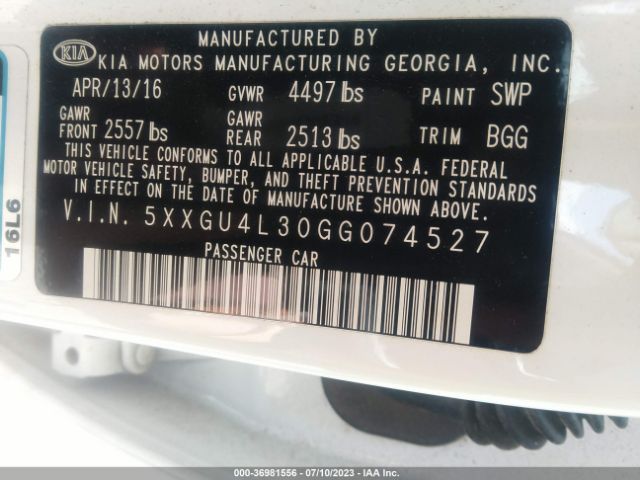 MANUFACTURED BY
KIA KIA MOTORS MANUFACTURING GEORGIA, INC.
APR/13/16 GVWR 4497 lbs PAINT SWP
GAWR FRONT 2557 lbs GAWR REAR 2513 lbs TRIM BGG
THIS VEHICLE CONFORMS TO ALL APPLICABLE U.S.A. FEDERAL
MOTOR VEHICLE SAFETY, BUMPER, AND THEFT PREVENTION STANDARDS
IN EFFECT ON THE DATE OF MANUFACTURE SHOWN ABOVE.
V.I.N. 5XXGU4L30GG074527
PASSENGER CAR
16L6
000-36981556 - 07/10/2023 - IAAI.COM